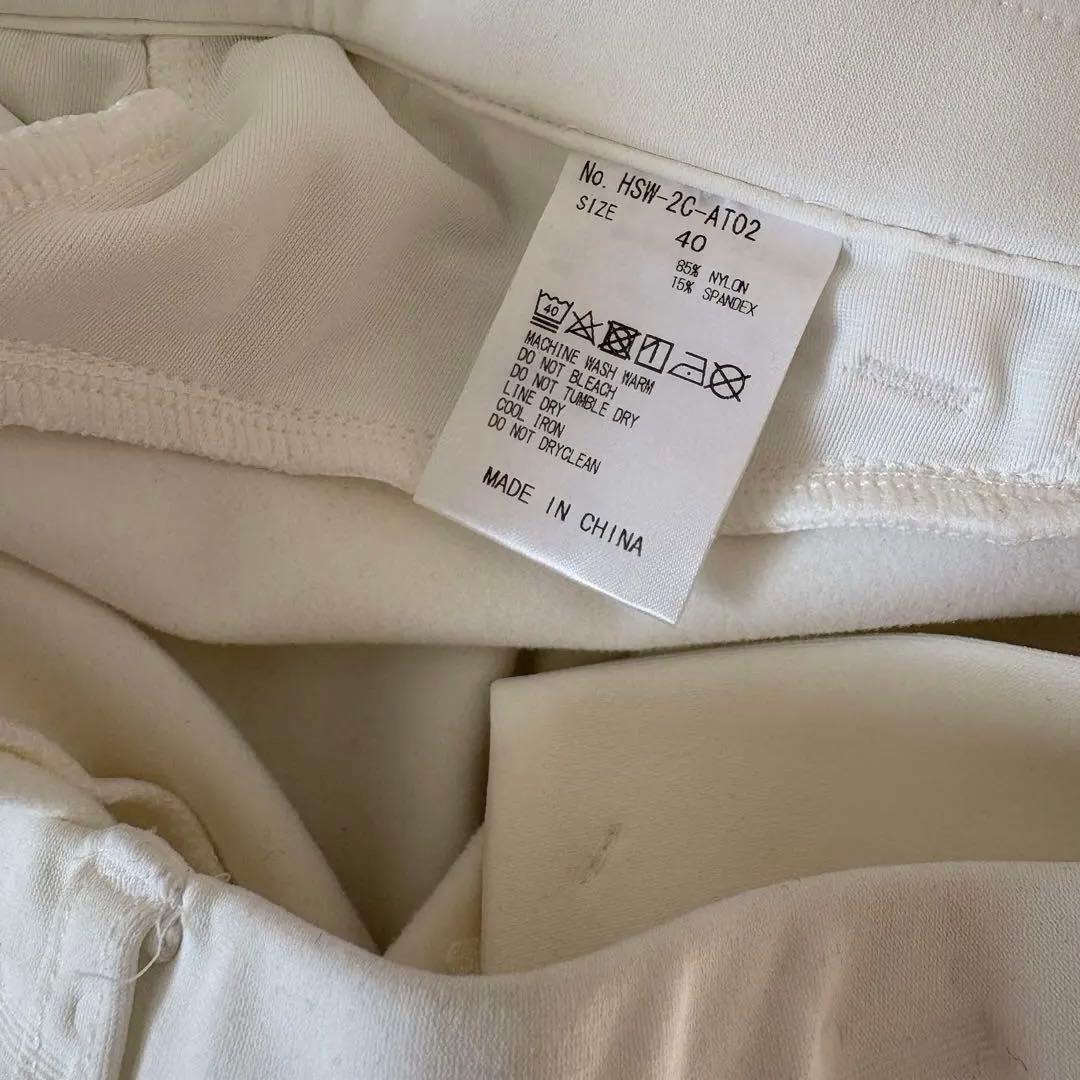 No. HSW-2C-AT02
SIZE
40
85% NYLON
15% SPANDEX
40
MACHINE WASH WARM
DO NOT BLEACH
DO NOT TUMBLE DRY
LINE DRY
COOL IRON
DO NOT DRYCLEAN
MADE IN CHINA